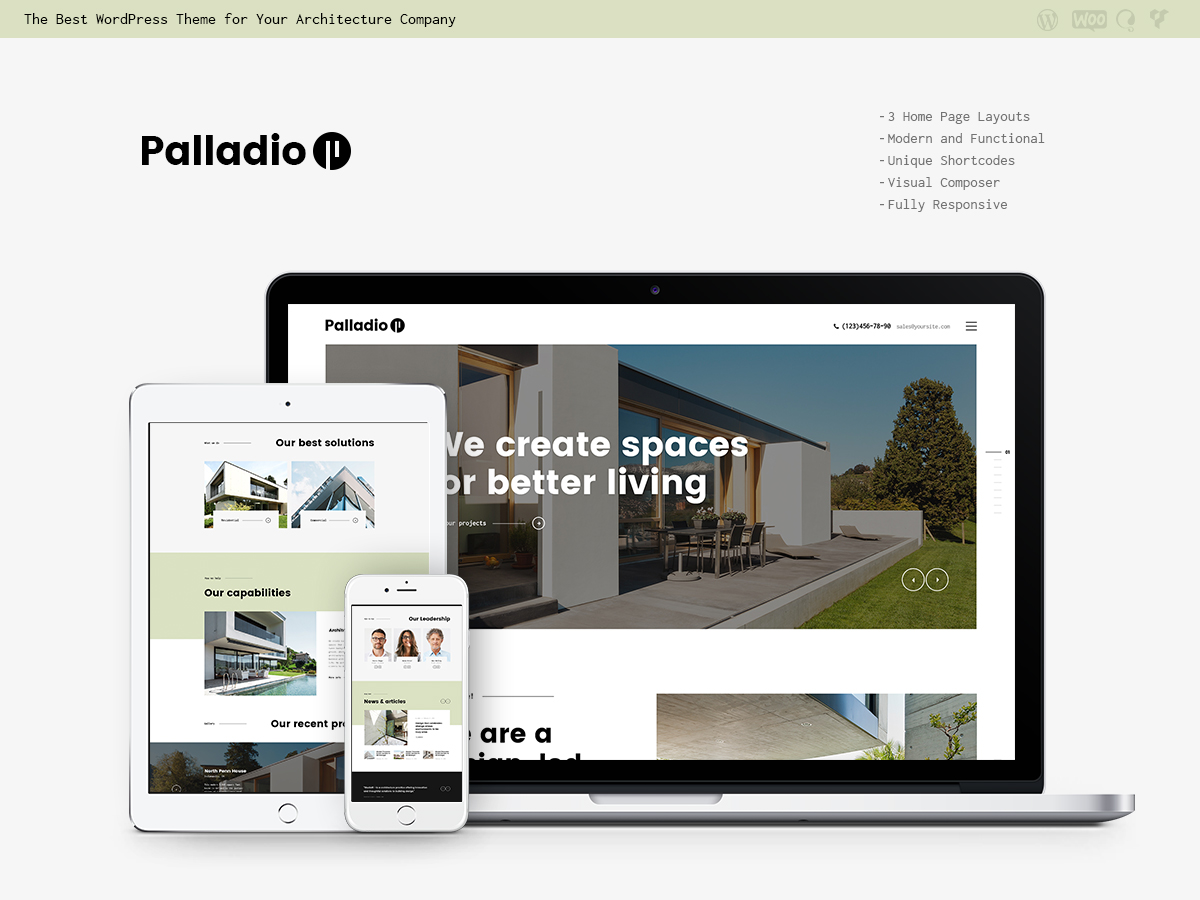 The Best WordPress Theme for Your Architecture Company
WOO
Palladio
-3 Home Page Layouts
-Modern and Functional
-Unique Shortcodes
-Visual Composer
-Fully Responsive
Palladio
(123)456-78-90 sales@yoursite.com
We create spaces
or better living
our projects
are a
Our best solutions
Residential
Our capabilities
Our recent
North Penn House
Our Leadership
News & articles